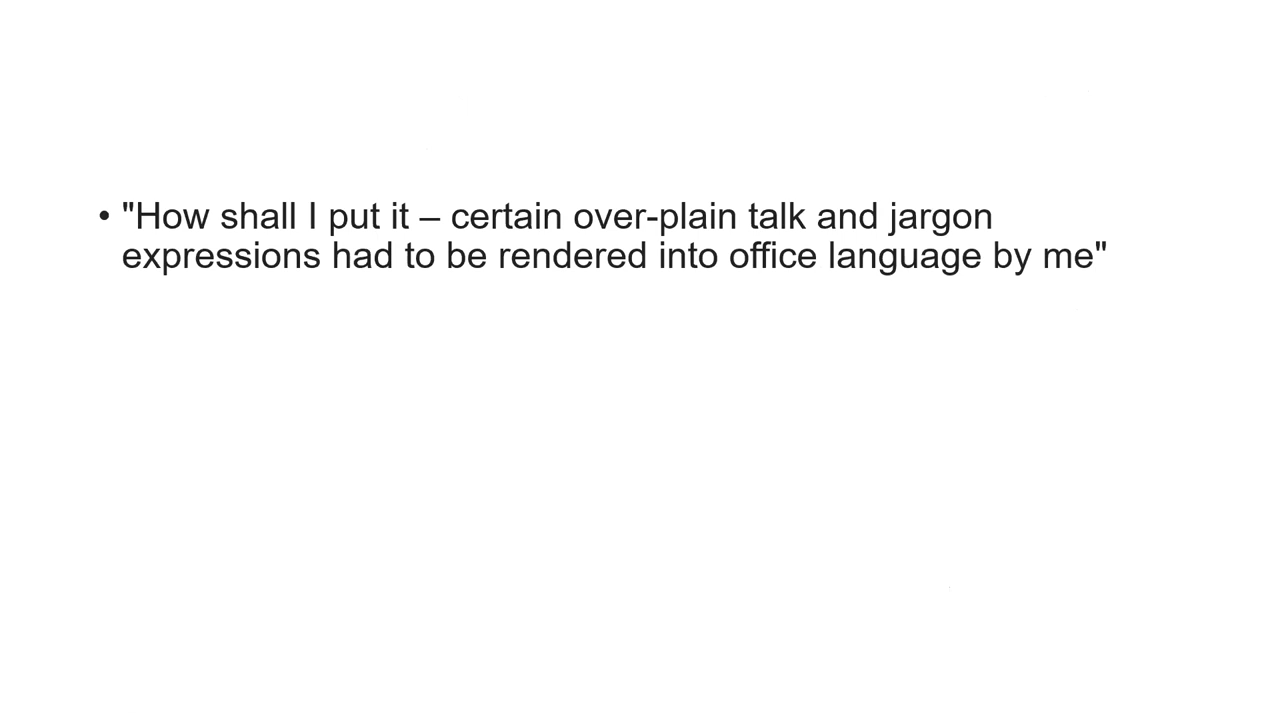 • "How shall I put it – certain over-plain talk and jargon
expressions had to be rendered into office language by me"